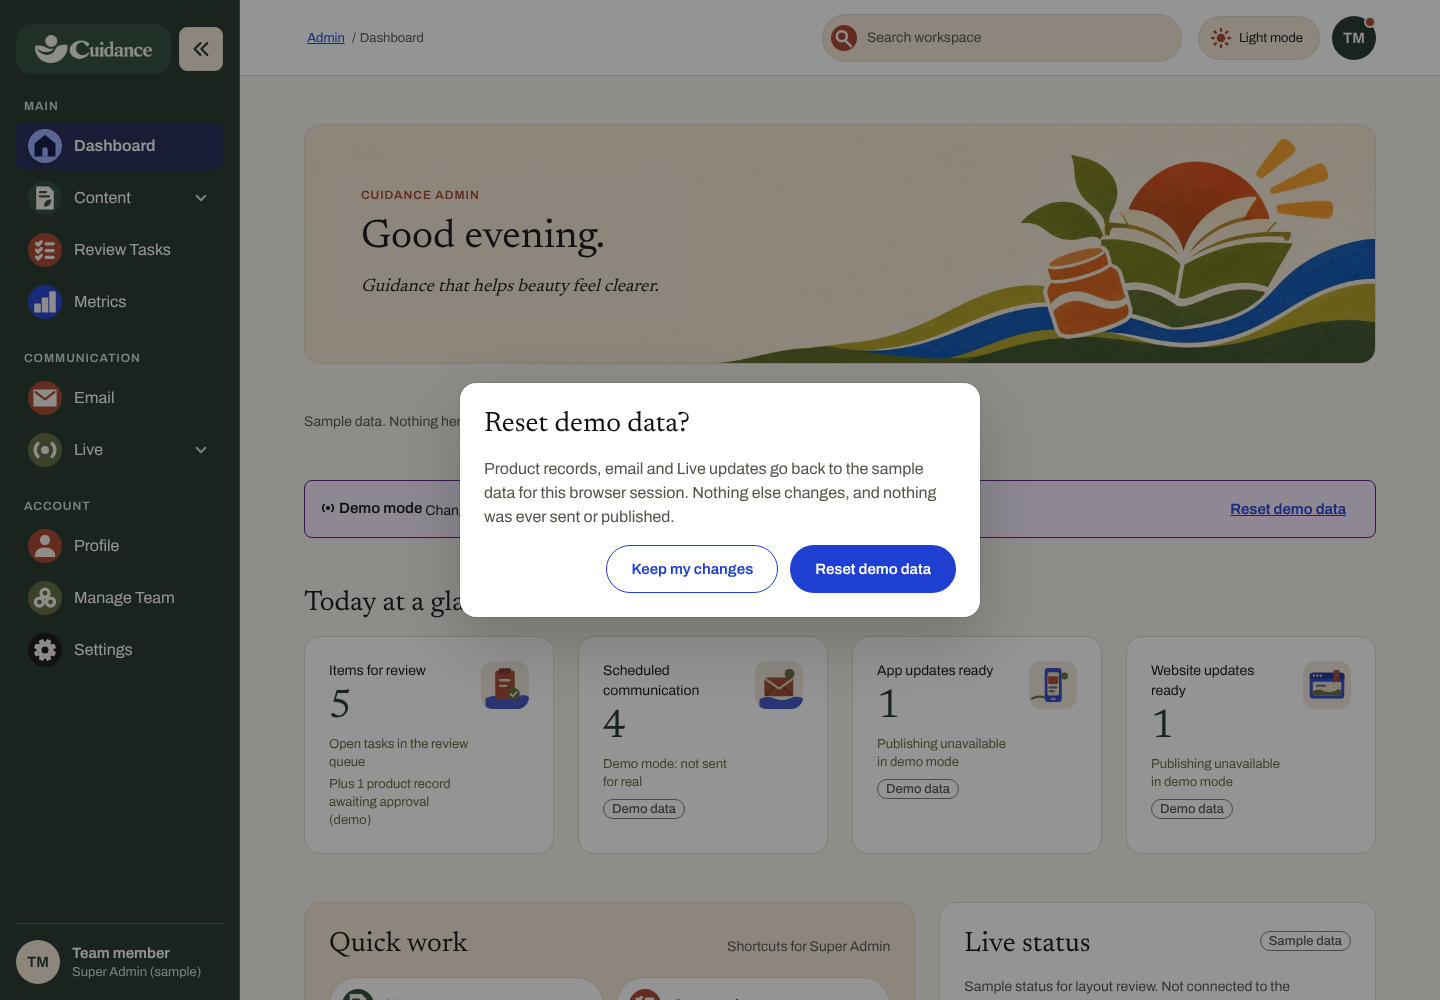 Cuidance
MAIN
Dashboard
Content
Review Tasks
Metrics
COMMUNICATION
Email
Live
ACCOUNT
Profile
Manage Team
Settings
TM
Team member
Super Admin (sample)
Admin / Dashboard
Search workspace
Light mode
TM
CUIDANCE ADMIN
Good evening.
Guidance that helps beauty feel clearer.
Sample data. Nothing
Demo mode
Reset demo data
Reset demo data?
Product records, email and Live updates go back to the sample
data for this browser session. Nothing else changes, and nothing
was ever sent or published.
Keep my changes
Reset demo data
Today at a
Items for review
5
Open tasks in the review
queue
Plus 1 product record
awaiting approval
(demo)
Scheduled
communication
4
Demo mode: not sent
for real
Demo data
App updates ready
1
Publishing unavailable
in demo mode
Demo data
Website updates
ready
1
Publishing unavailable
in demo mode
Demo data
Quick work
Shortcuts for Super Admin
Live status
Sample data
Sample status for layout review. Not connected to the